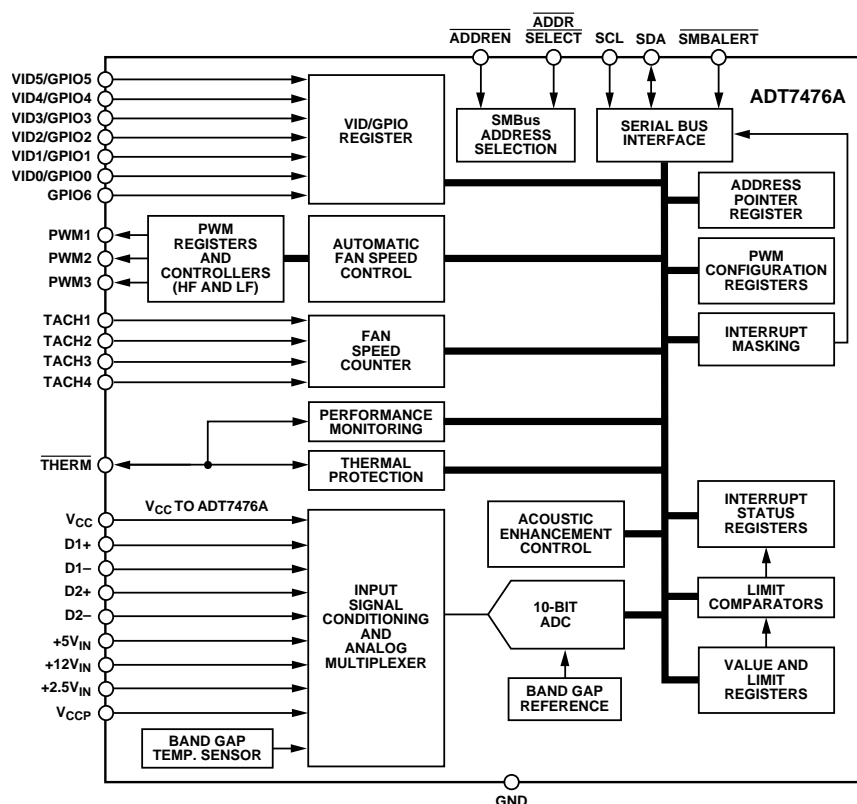 ADDREN
ADDR
SELECT
SCL
SDA
SMBALERT
ADT7476A
VID5/GPIO5
VID4/GPIO4
VID3/GPIO3
VID2/GPIO2
VID1/GPIO1
VID0/GPIO0
GPIO6
VID/GPIO
REGISTER
SMBus
ADDRESS
SELECTION
SERIAL BUS
INTERFACE
ADDRESS
POINTER
REGISTER
PWM1
PWM2
PWM3
PWM
REGISTERS
AND
CONTROLLERS
(HF AND LF)
AUTOMATIC
FAN SPEED
CONTROL
PWM
CONFIGURATION
REGISTERS
TACH1
TACH2
TACH3
TACH4
FAN
SPEED
COUNTER
INTERRUPT
MASKING
PERFORMANCE
MONITORING
THERM
THERMAL
PROTECTION
VCC
D1+
D1–
D2+
D2–
+5VIN
+12VIN
+2.5VIN
VCCP
VCC TO ADT7476A
INPUT
SIGNAL
CONDITIONING
AND
ANALOG
MULTIPLEXER
ACOUSTIC
ENHANCEMENT
CONTROL
INTERRUPT
STATUS
REGISTERS
10-BIT
ADC
LIMIT
COMPARATORS
BAND GAP
REFERENCE
VALUE AND
LIMIT
REGISTERS
BAND GAP
TEMP. SENSOR
GND